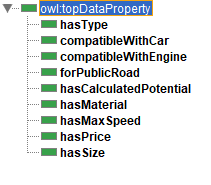 owl:topDataProperty
hasType
compatibleWithCar
compatibleWithEngine
forPublicRoad
hasCalculatedPotential
hasMaterial
hasMaxSpeed
hasPrice
hasSize